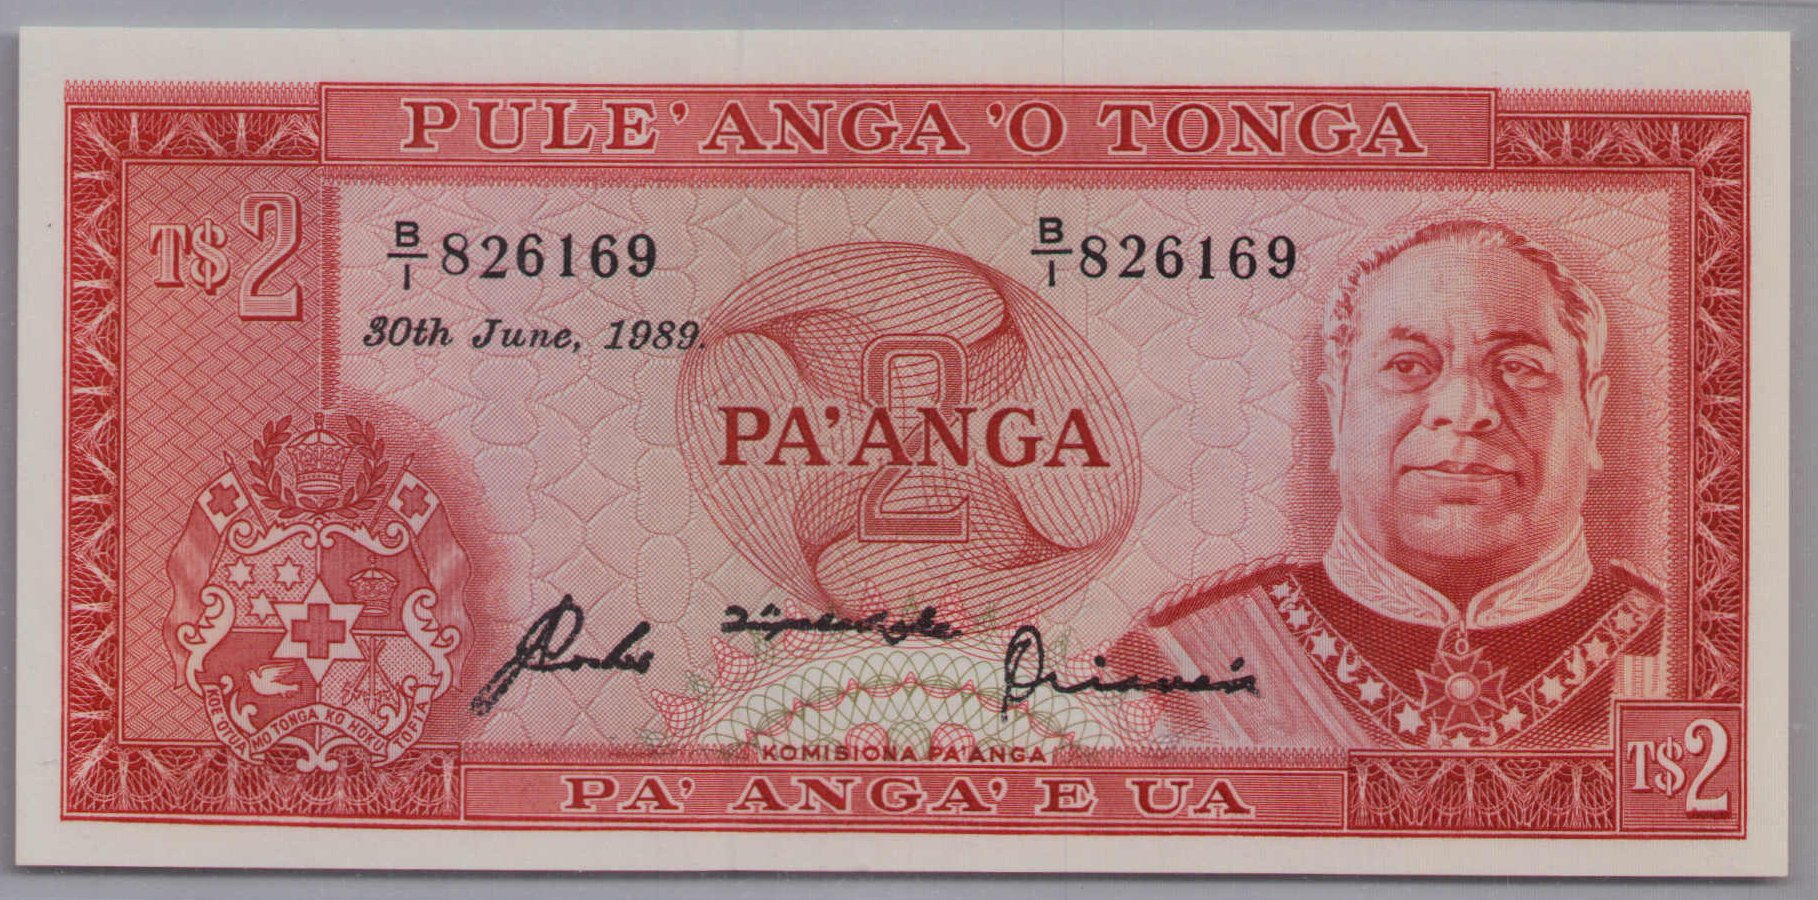 PULE'ANGA 'O TONGA
T$2
B/1 826169
B/1 826169
30th June, 1989.
2
PA'ANGA
KOE 'OTUA MO TONGA KO HOKU TOFI'A
KOMISIONA PA'ANGA
PA'ANGA' E UA
T$2